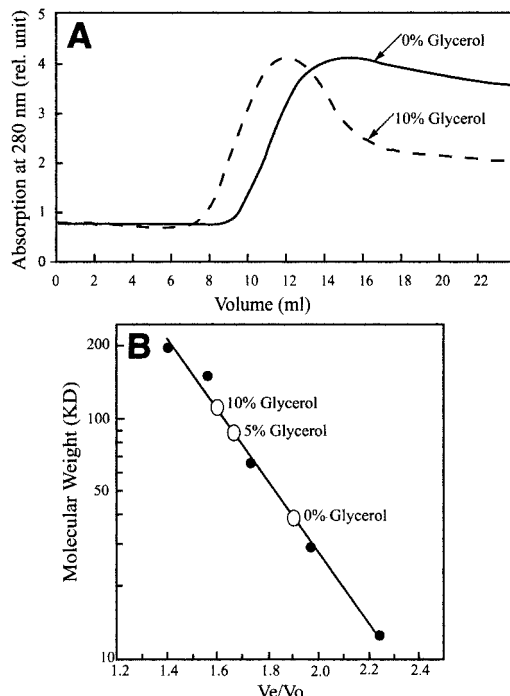 A
Absorption at 280 nm (rel. unit)
5
4
3
2
1
0
0% Glycerol
10% Glycerol
0 2 4 6 8 10 12 14 16 18 20 22
Volume (ml)
B
Molecular Weight (KD)
200
100
50
10
10% Glycerol
5% Glycerol
0% Glycerol
1.2 1.4 1.6 1.8 2.0 2.2 2.4
Ve/Vo